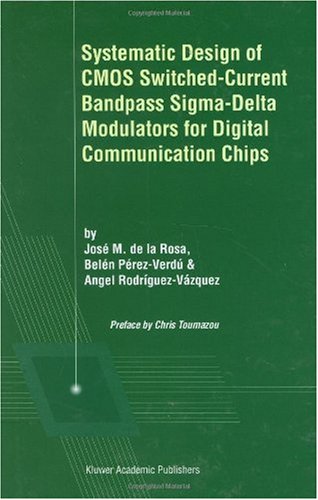 Systematic Design of
CMOS Switched-Current
Bandpass Sigma-Delta
Modulators for Digital
Communication Chips
by
José M. de la Rosa,
Belén Pérez-Verdú &
Angel Rodríguez-Vázquez
Preface by Chris Toumazou
Kluwer Academic Publishers